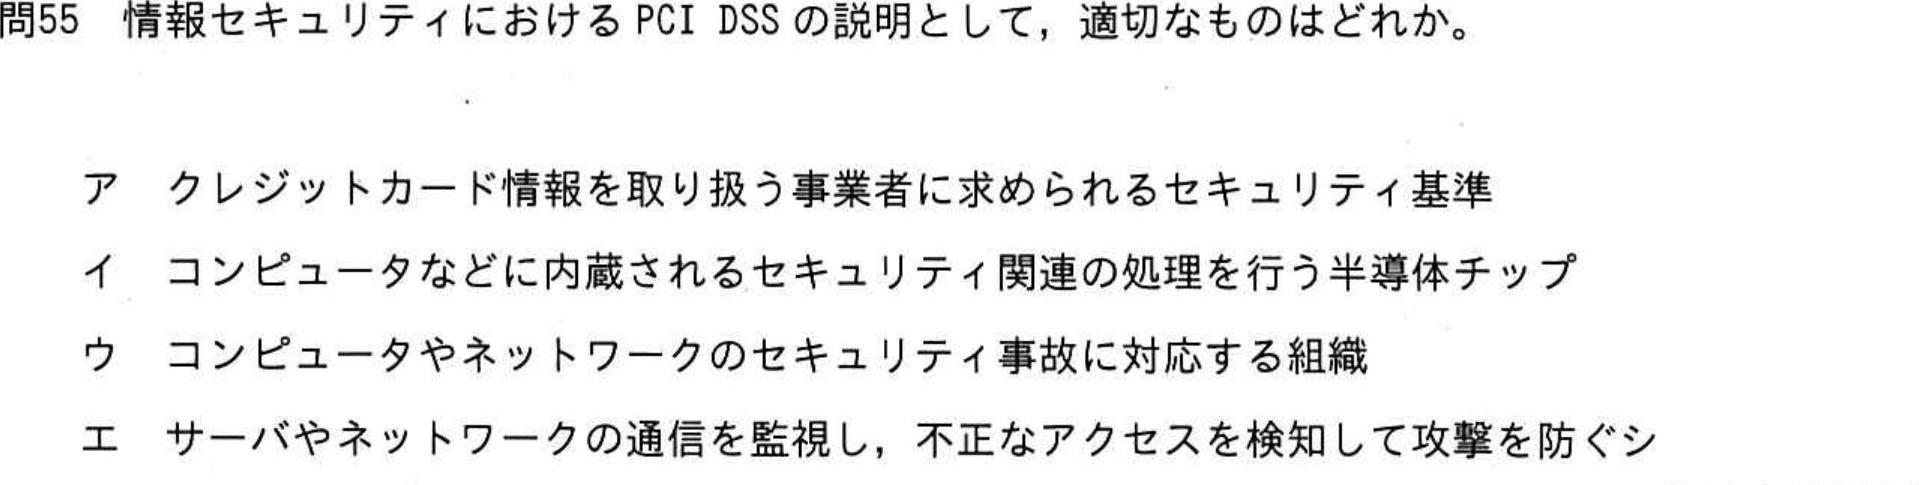 問55 情報セキュリティにおける PCI DSS の説明として，適切なものはどれか。
ア クレジットカード情報を取り扱う事業者に求められるセキュリティ基準
イ コンピュータなどに内蔵されるセキュリティ関連の処理を行う半導体チップ
ウ コンピュータやネットワークのセキュリティ事故に対応する組織
エ サーバやネットワークの通信を監視し，不正なアクセスを検知して攻撃を防ぐシ